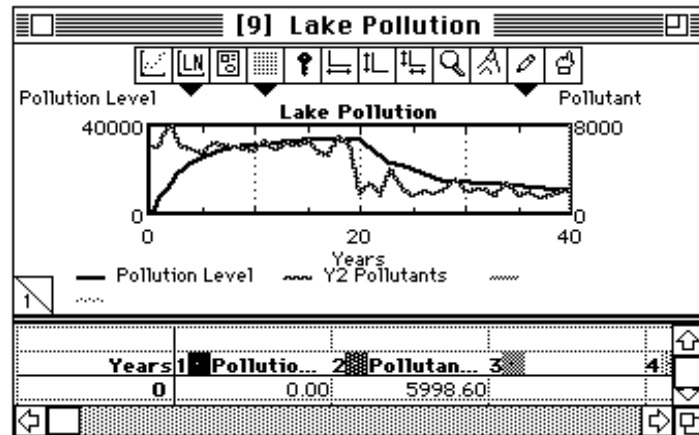 [9] Lake Pollution
LN
Pollution Level Pollutant
Lake Pollution
40000 8000
0 0
0 20 40
Years
Pollution Level Y2 Pollutants
1
Years 1 Pollutio... 2 Pollutan... 3 4
0 0.00 5998.60